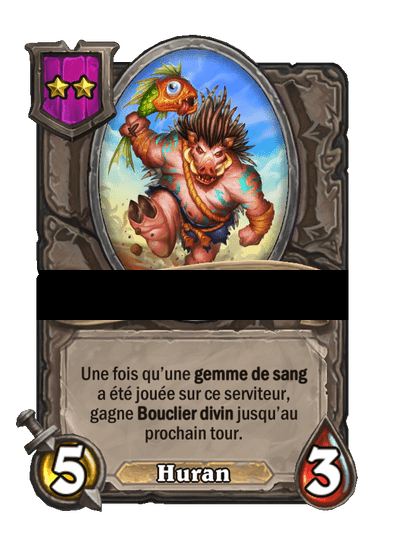 Une fois qu'une gemme de sang
a été jouée sur ce serviteur,
gagne Bouclier divin jusqu'au
prochain tour.
5 Huran 3